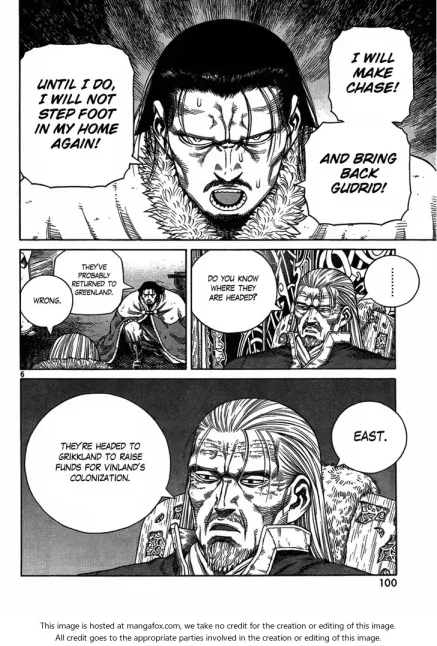 I WILL
MAKE
CHASE!
UNTIL I DO,
I WILL NOT
STEP FOOT
IN MY HOME
AGAIN!
AND BRING
BACK
GUDRID!
.........
DO YOU KNOW
WHERE THEY
ARE HEADED?
THEY'VE
PROBABLY
RETURNED TO
GREENLAND.
WRONG.
6
EAST.
THEY'RE HEADED TO
GRIKKLAND TO RAISE
FUNDS FOR VINLAND'S
COLONIZATION.
100
This image is hosted at mangafox.com, we take no credit for the creation or editing of this image.
All credit goes to the appropriate parties involved in the creation or editing of this image.